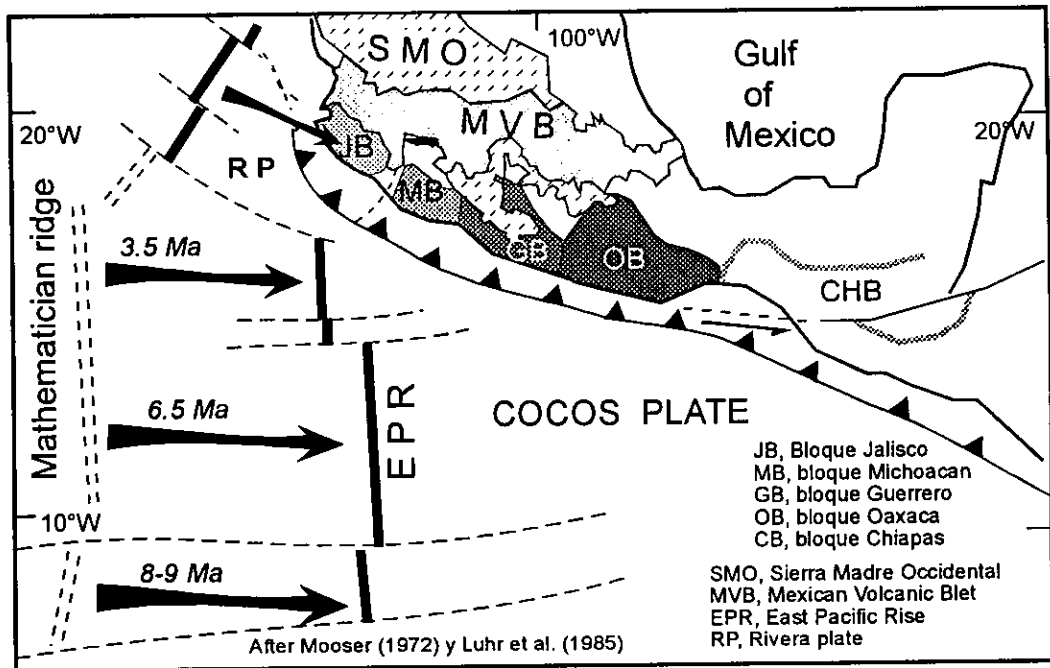 SMO
100°W
Gulf
of
Mexico
20°W
MVB
20°W
JB
RP
MB
GB
OB
CHB
Mathematician ridge
3.5 Ma
6.5 Ma
EPR
COCOS PLATE
JB, Bloque Jalisco
MB, bloque Michoacan
GB, bloque Guerrero
OB, bloque Oaxaca
CB, bloque Chiapas
10°W
8-9 Ma
SMO, Sierra Madre Occidental
MVB, Mexican Volcanic Blet
EPR, East Pacific Rise
RP, Rivera plate
After Mooser (1972) y Luhr et al. (1985)